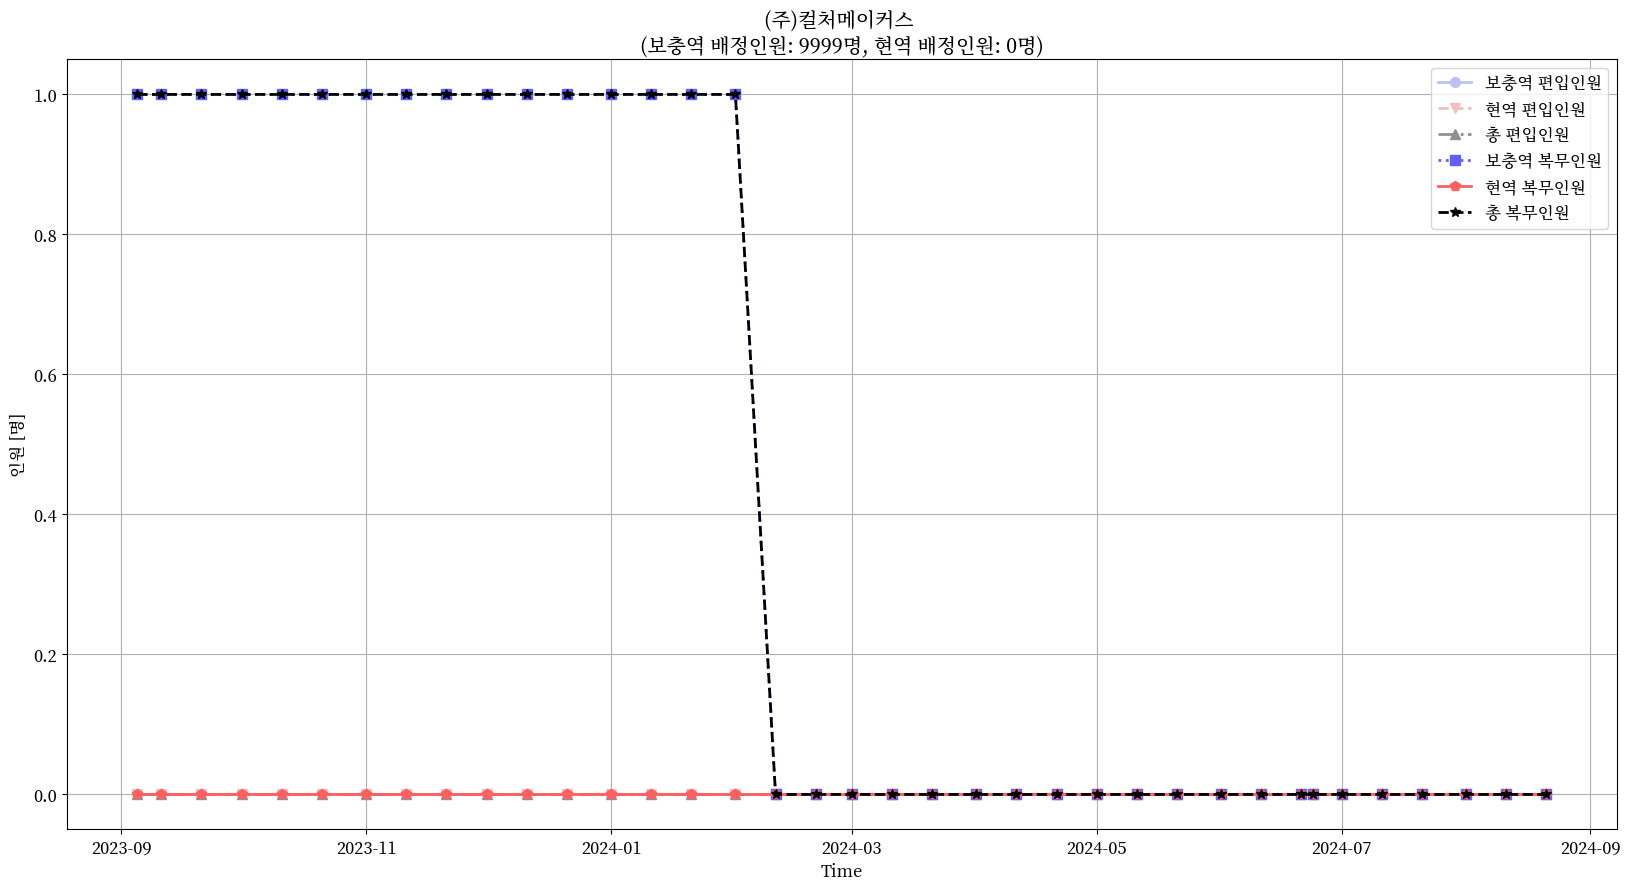 (주)컬처메이커스
(보충역 배정인원: 9999명, 현역 배정인원: 0명)
보충역 편입인원
현역 편입인원
총 편입인원
보충역 복무인원
현역 복무인원
총 복무인원
인원 [명]
1.0
0.8
0.6
0.4
0.2
0.0
2023-09 2023-11 2024-01 2024-03 2024-05 2024-07 2024-09
Time